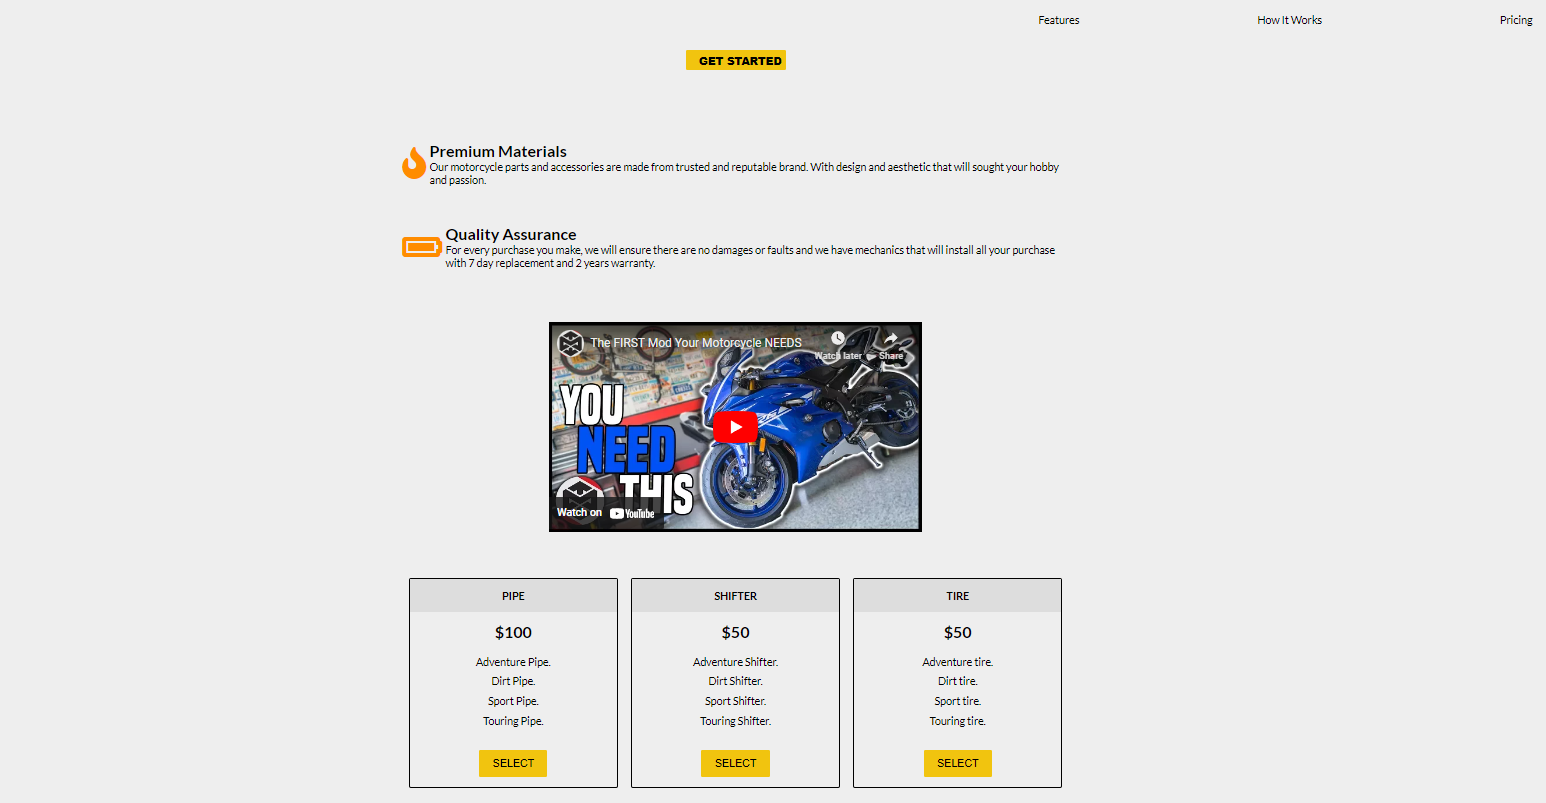 Features
How It Works
Pricing
GET STARTED
Premium Materials
Our motorcycle parts and accessories are made from trusted and reputable brand. With design and aesthetic that will sought your hobby
and passion.
Quality Assurance
For every purchase you make, we will ensure there are no damages or faults and we have mechanics that will install all your purchase
with 7 day replacement and 2 years warranty.
The FIRST Mod Your Motorcycle NEEDS
Watch later
Share
YOU
NEED
THIS
Watch on YouTube
PIPE
$100
Adventure Pipe.
Dirt Pipe.
Sport Pipe.
Touring Pipe.
SELECT
SHIFTER
$50
Adventure Shifter.
Dirt Shifter.
Sport Shifter.
Touring Shifter.
SELECT
TIRE
$50
Adventure tire.
Dirt tire.
Sport tire.
Touring tire.
SELECT